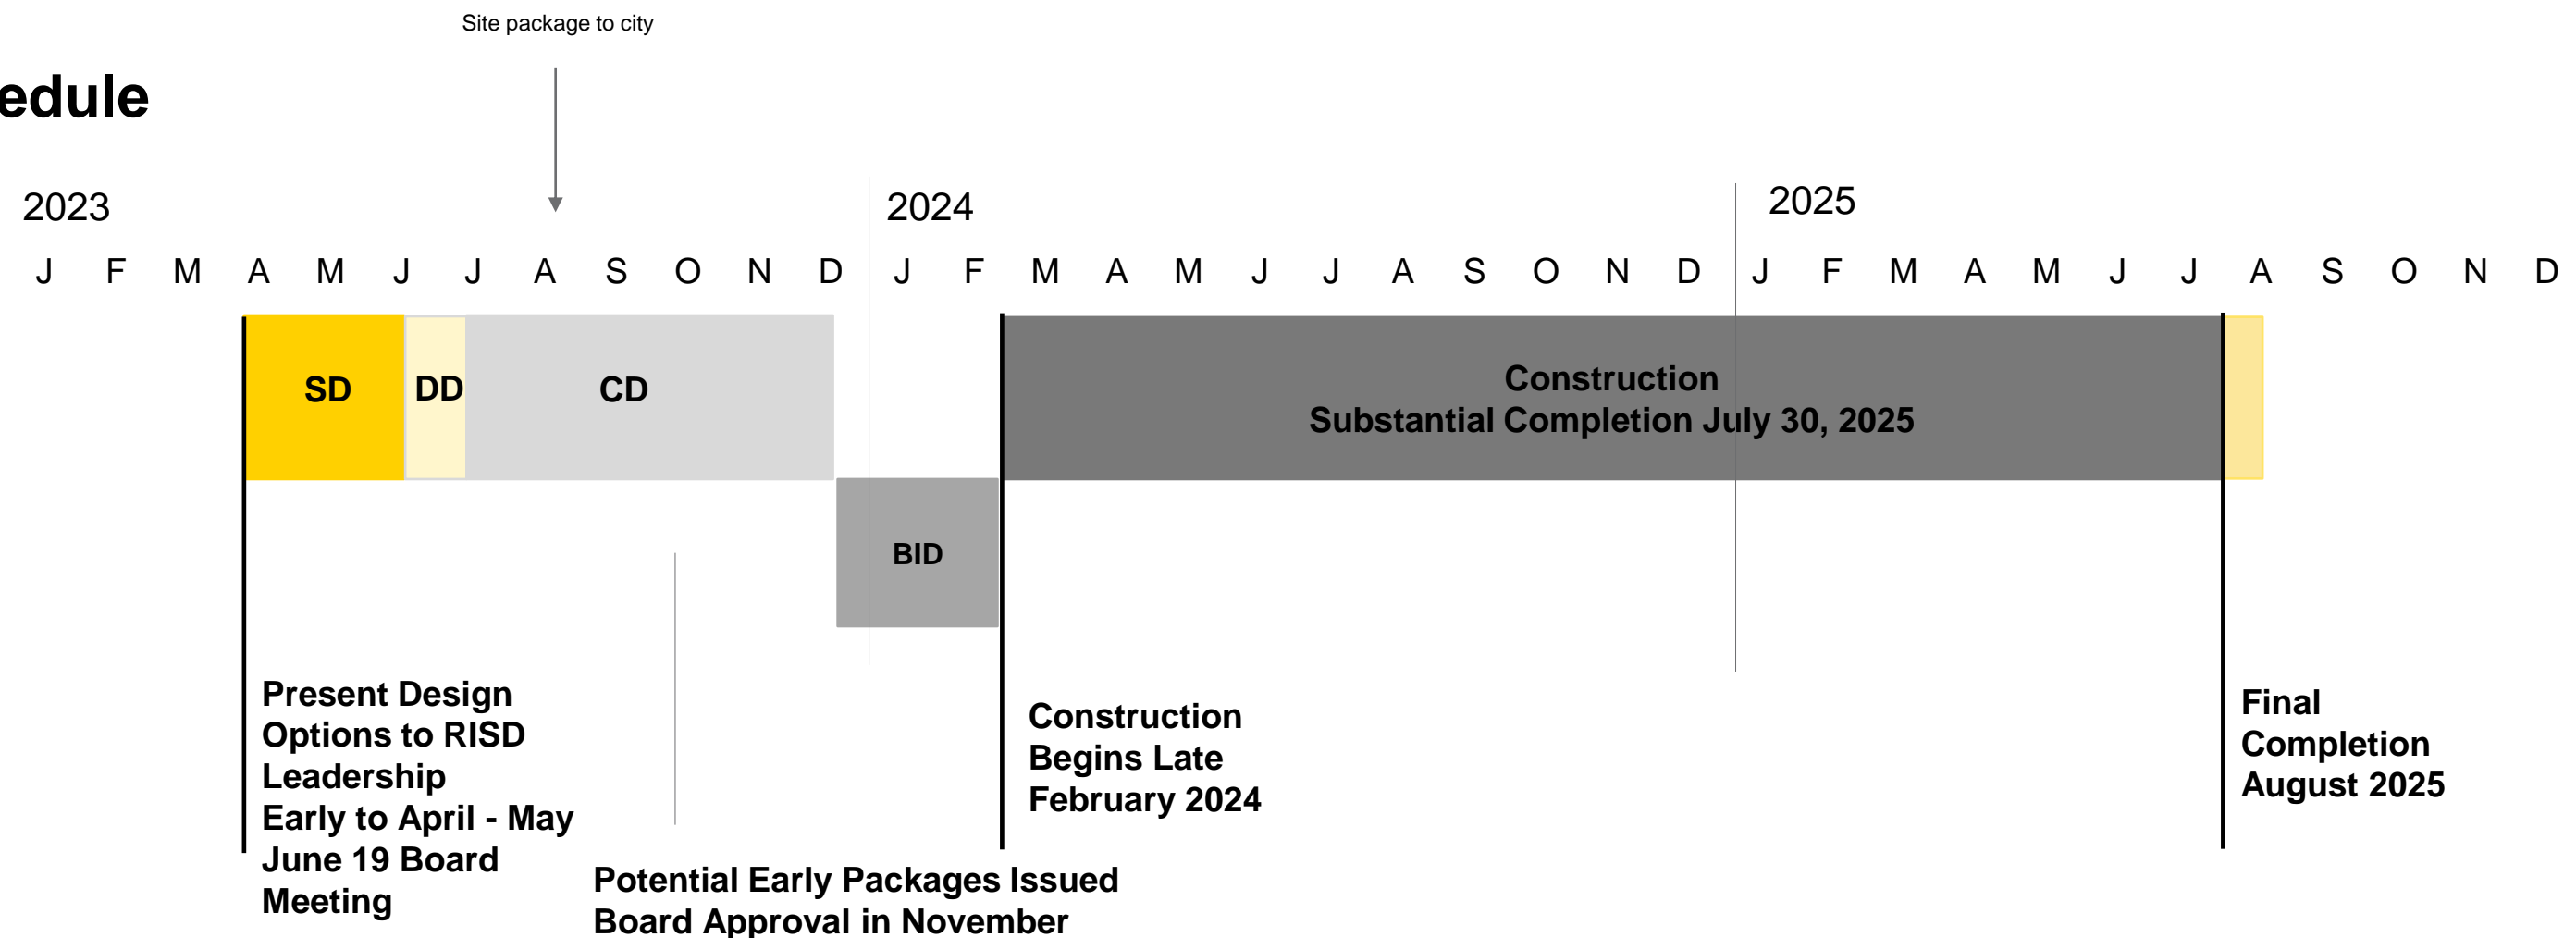 Site package to city
edule
2023 2024 2025
J F M A M J J A S O N D J F M A M J J A S O N D J F M A M J J A S O N D
SD DD CD
Construction
Substantial Completion July 30, 2025
BID
Present Design
Options to RISD
Leadership
Early to April - May
June 19 Board
Meeting
Potential Early Packages Issued
Board Approval in November
Construction
Begins Late
February 2024
Final
Completion
August 2025